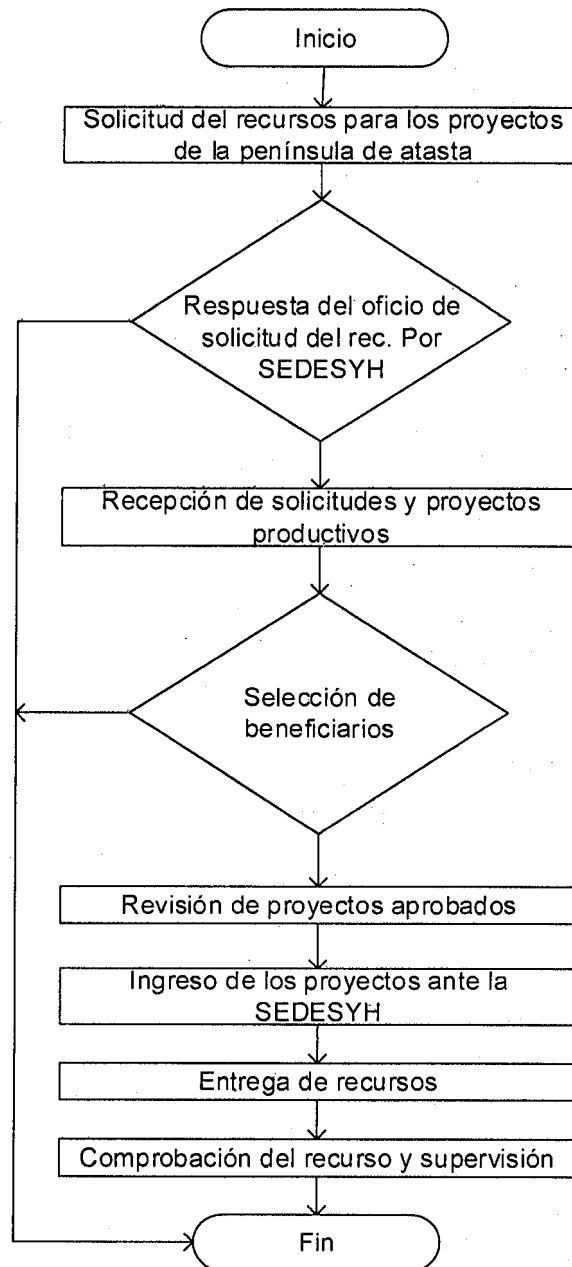 Inicio
Solicitud del recursos para los proyectos
de la península de atasta
Respuesta del oficio de
solicitud del rec. Por
SEDESYH
Recepción de solicitudes y proyectos
productivos
Selección de
beneficiarios
Revisión de proyectos aprobados
Ingreso de los proyectos ante la
SEDESYH
Entrega de recursos
Comprobación del recurso y supervisión
Fin